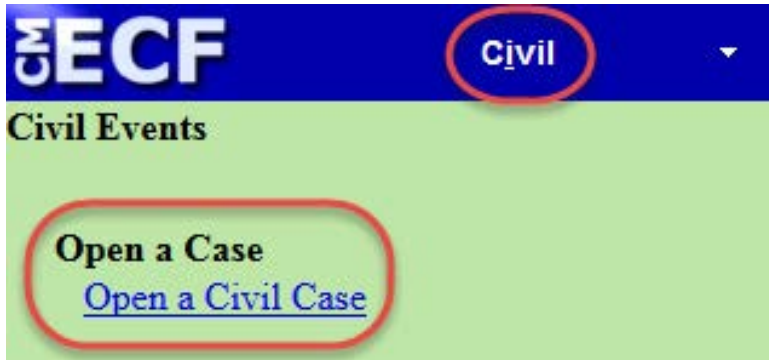 CM ECF Civil
Civil Events
Open a Case
Open a Civil Case